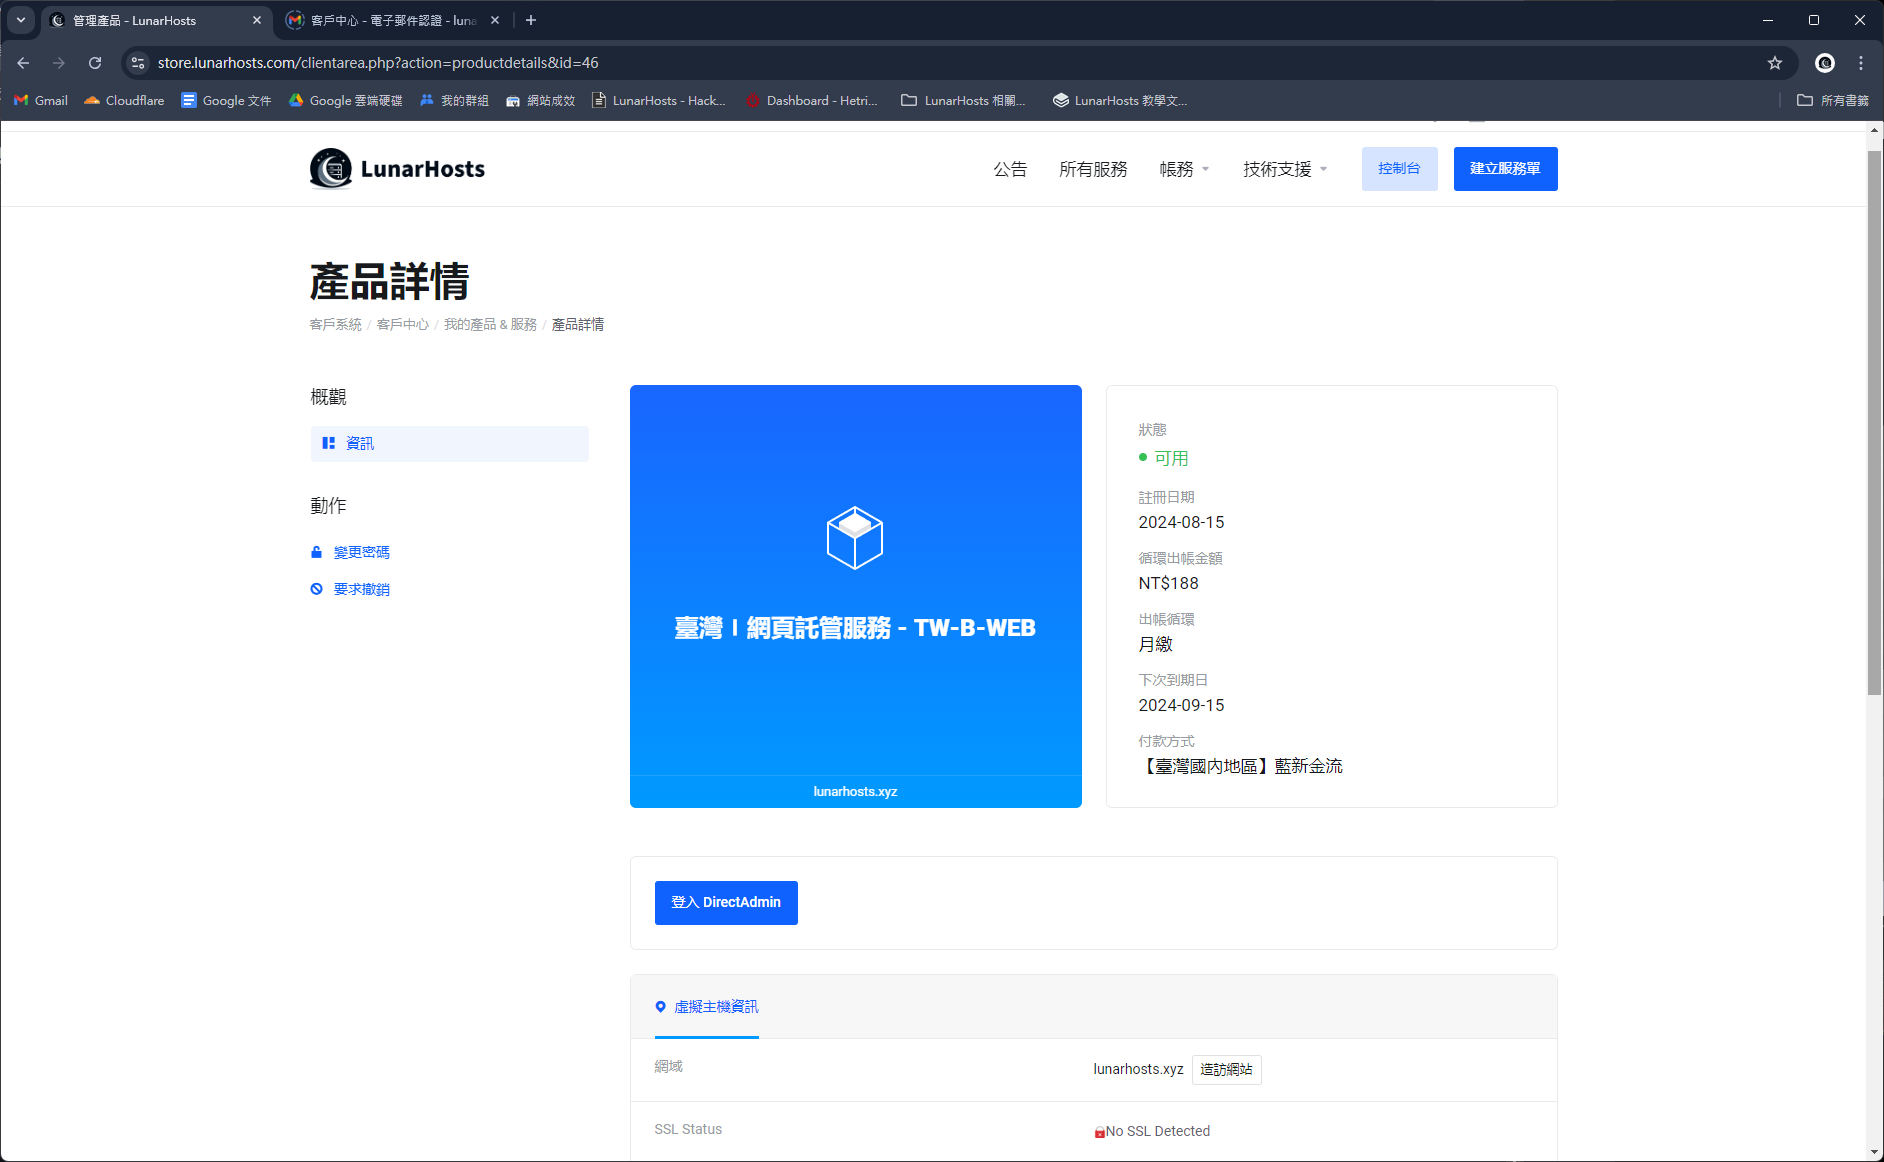 管理產品 - LunarHosts
客戶中心 - 電子郵件認證 - luna
store.lunarhosts.com/clientarea.php?action=productdetails&id=46
Gmail
Cloudflare
Google 文件
Google 雲端硬碟
我的群組
網站成效
LunarHosts - Hack...
Dashboard - Hetri...
LunarHosts 相關...
LunarHosts 教學文...
所有書籤
LunarHosts
公告
所有服務
帳務
技術支援
控制台
建立服務單
產品詳情
客戶系統 / 客戶中心 / 我的產品 & 服務 / 產品詳情
概觀
資訊
動作
變更密碼
要求撤銷
臺灣 | 網頁託管服務 - TW-B-WEB
lunarhosts.xyz
狀態
可用
註冊日期
2024-08-15
循環出帳金額
NT$188
出帳循環
月繳
下次到期日
2024-09-15
付款方式
【臺灣國內地區】藍新金流
登入 DirectAdmin
虛擬主機資訊
網域
lunarhosts.xyz 造訪網站
SSL Status
No SSL Detected